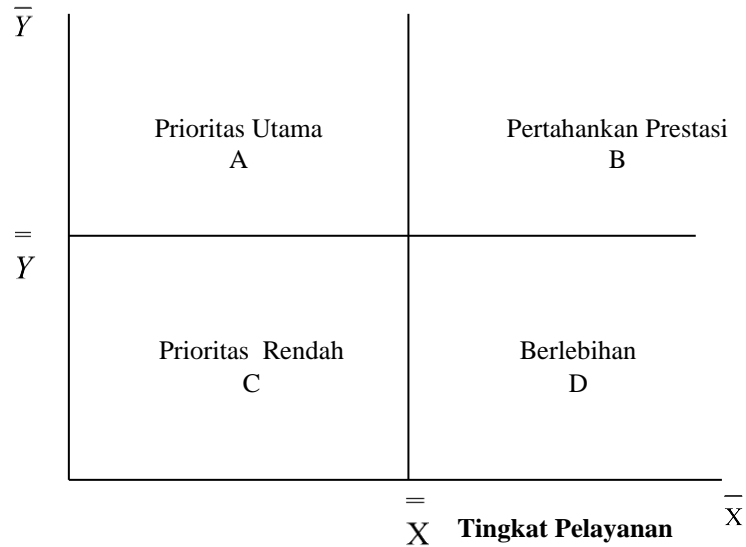 Y̅
Prioritas Utama
A
Pertahankan Prestasi
B
Y̿
Prioritas Rendah
C
Berlebihan
D
X̿
Tingkat Pelayanan
X̅